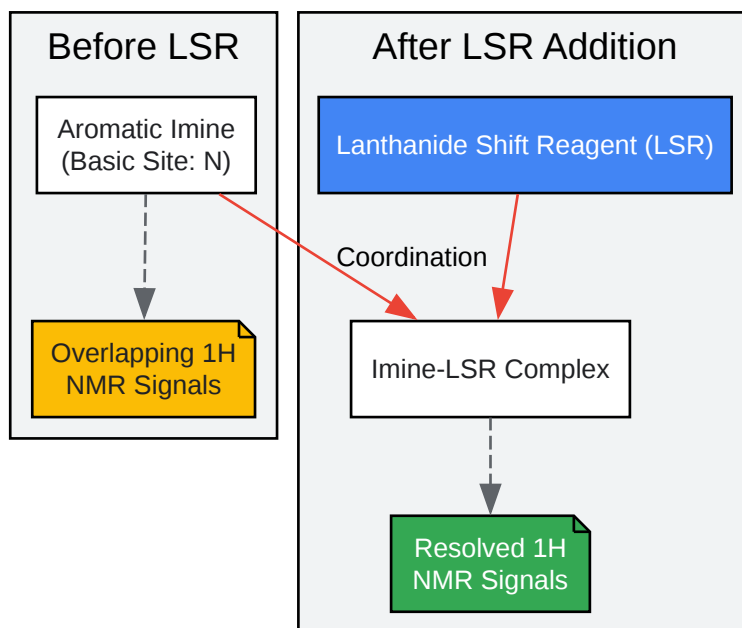 Before LSR
Aromatic Imine
(Basic Site: N)
Overlapping 1H
NMR Signals
After LSR Addition
Lanthanide Shift Reagent (LSR)
Coordination
Imine-LSR Complex
Resolved 1H
NMR Signals